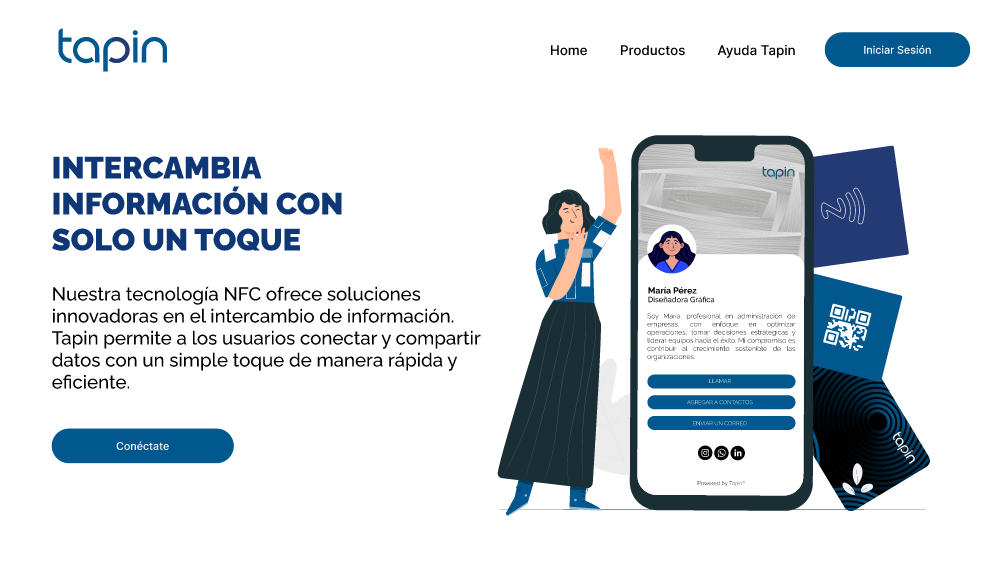 tapin
Home
Productos
Ayuda Tapin
Iniciar Sesión
INTERCAMBIA
INFORMACIÓN CON
SOLO UN TOQUE
Nuestra tecnología NFC ofrece soluciones
innovadoras en el intercambio de información.
Tapin permite a los usuarios conectar y compartir
datos con un simple toque de manera rápida y
eficiente.
Conéctate
tapin
María Pérez
Diseñadora Gráfica
Soy María, profesional en administración de
empresas, con enfoque en optimizar
operaciones, tomar decisiones estrategicas y
liderar equipos hacia el éxito. Mi compromiso es
contribuir al crecimiento sostenible de las
organizaciones.
LLAMAR
AGREGAR A CONTACTOS
ENVIAR UN CORREO
in
|Powered by Tapin®
tapin